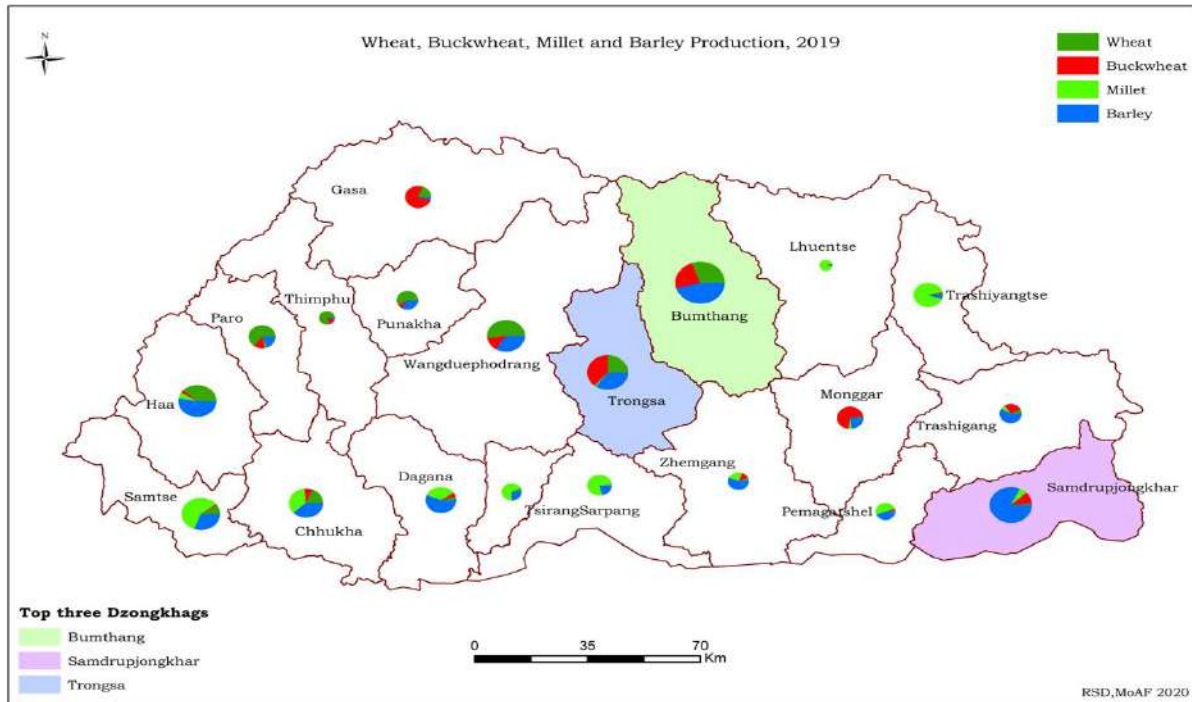 N
Wheat, Buckwheat, Millet and Barley Production, 2019
Wheat
Buckwheat
Millet
Barley
Gasa
Lhuentse
Thimphu
Trashiyangtse
Paro
Punakha
Bumthang
Wangduephodrang
Haa
Trongsa
Monggar
Trashigang
Zhemgang
Dagana
Samtse
Samdrupjongkhar
TsirangSarpang
Pemagatshel
Chhukha
Top three Dzongkhags
Bumthang
Samdrupjongkhar
Trongsa
0 35 70
Km
RSD,MoAF 2020